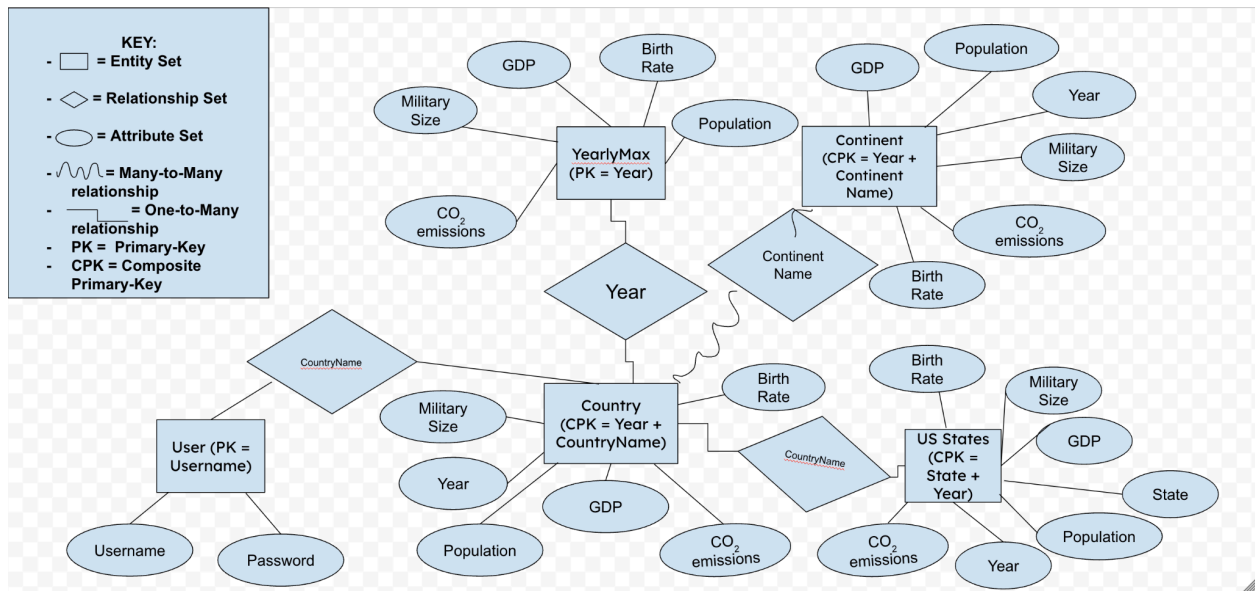 KEY:
- = Entity Set
- = Relationship Set
- = Attribute Set
- = Many-to-Many
relationship
- = One-to-Many
relationship
- PK = Primary-Key
- CPK = Composite
Primary-Key
Military
Size
GDP
Birth
Rate
Population
CO2
emissions
YearlyMax
(PK = Year)
GDP
Population
Year
Military
Size
CO2
emissions
Birth
Rate
Continent
(CPK = Year +
Continent
Name)
Continent
Name
Year
CountryName
User (PK =
Username)
Username
Password
Military
Size
Year
Population
GDP
CO2
emissions
Birth
Rate
Country
(CPK = Year +
CountryName)
CountryName
Birth
Rate
Military
Size
GDP
State
Population
Year
CO2
emissions
US States
(CPK =
State +
Year)